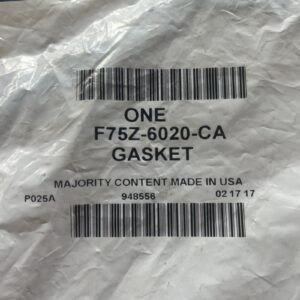 ONE
F75Z-6020-CA
GASKET
MAJORITY CONTENT MADE IN USA
P025A 948556 02 17 17